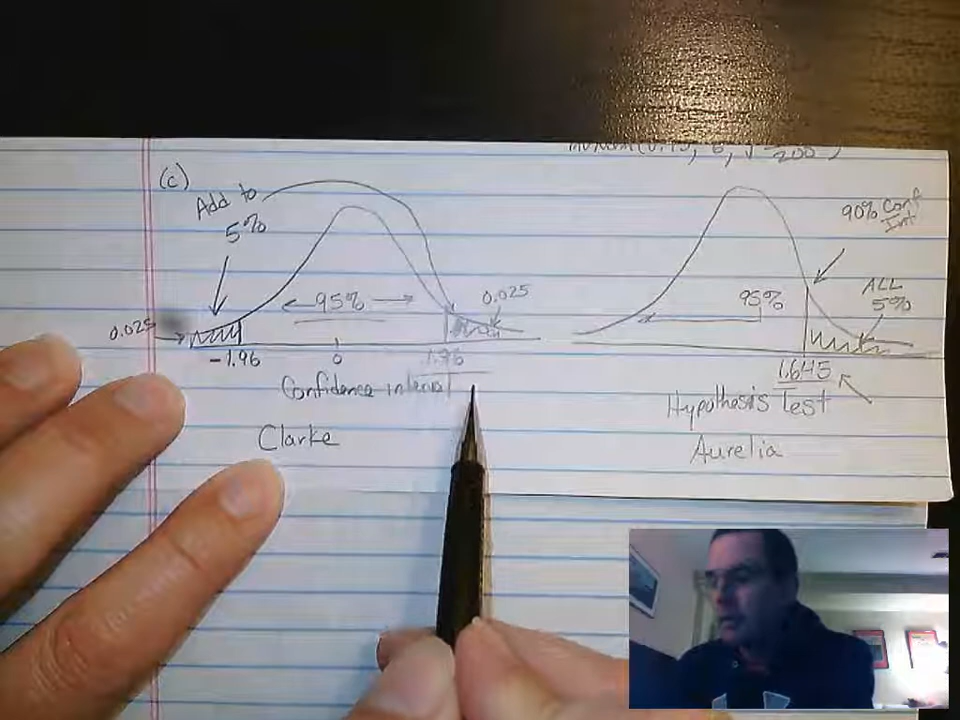 (c)
Add to
5%
95%
0.025
0.025
-1.96
0
1.96
Confidence interval
Clarke
200
90% Conf
Int
ALL
5%
95%
1.645
Hypothesis Test
Aurelia